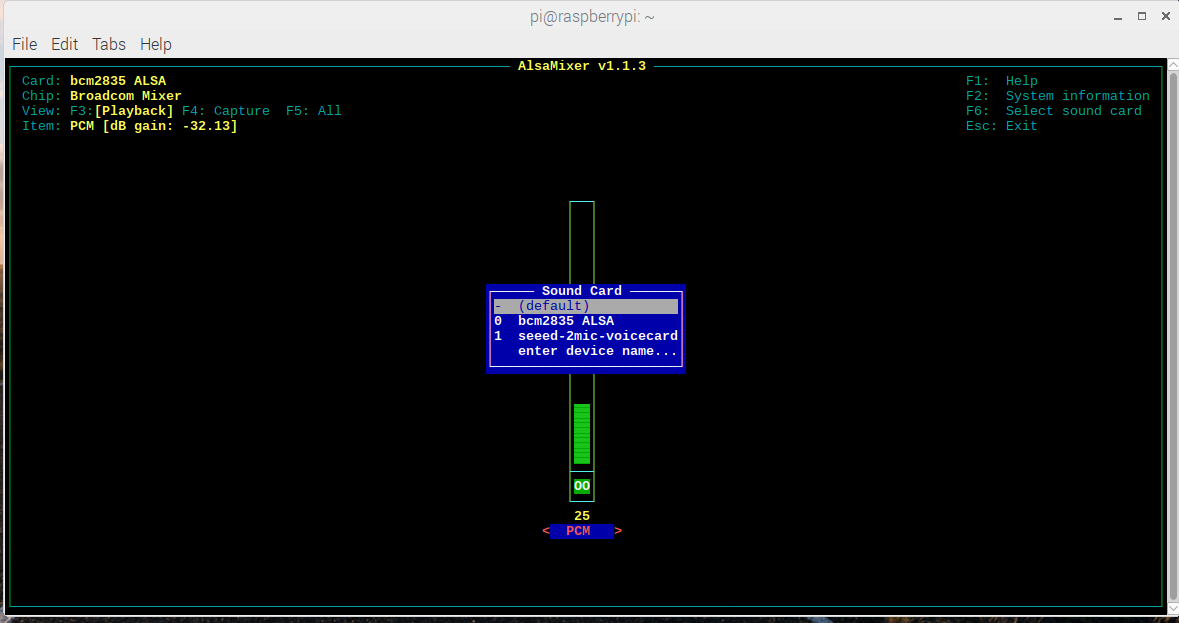 pi@raspberrypi: ~
File Edit Tabs Help
AlsaMixer v1.1.3
Card: bcm2835 ALSA
F1: Help
Chip: Broadcom Mixer
F2: System information
View: F3:[Playback] F4: Capture F5: All
F6: Select sound card
Item: PCM [dB gain: -32.13]
Esc: Exit
Sound Card
- (default)
0 bcm2835 ALSA
1 seeed-2mic-voicecard
enter device name...
OO
25
< PCM >